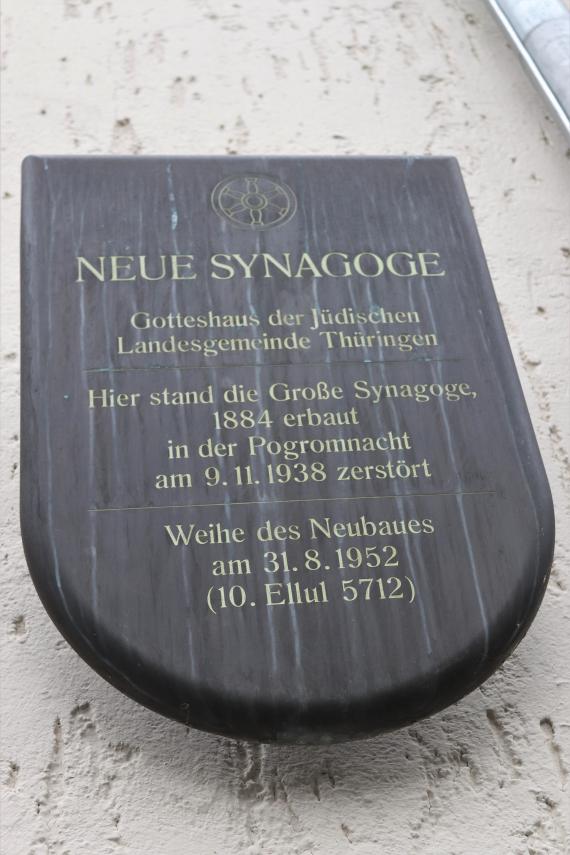 NEUE SYNAGOGE
Gotteshaus der Jüdischen
Landesgemeinde Thüringen
Hier stand die Große Synagoge,
1884 erbaut
in der Pogromnacht
am 9.11.1938 zerstört
Weihe des Neubaues
am 31.8.1952
(10. Ellul 5712)